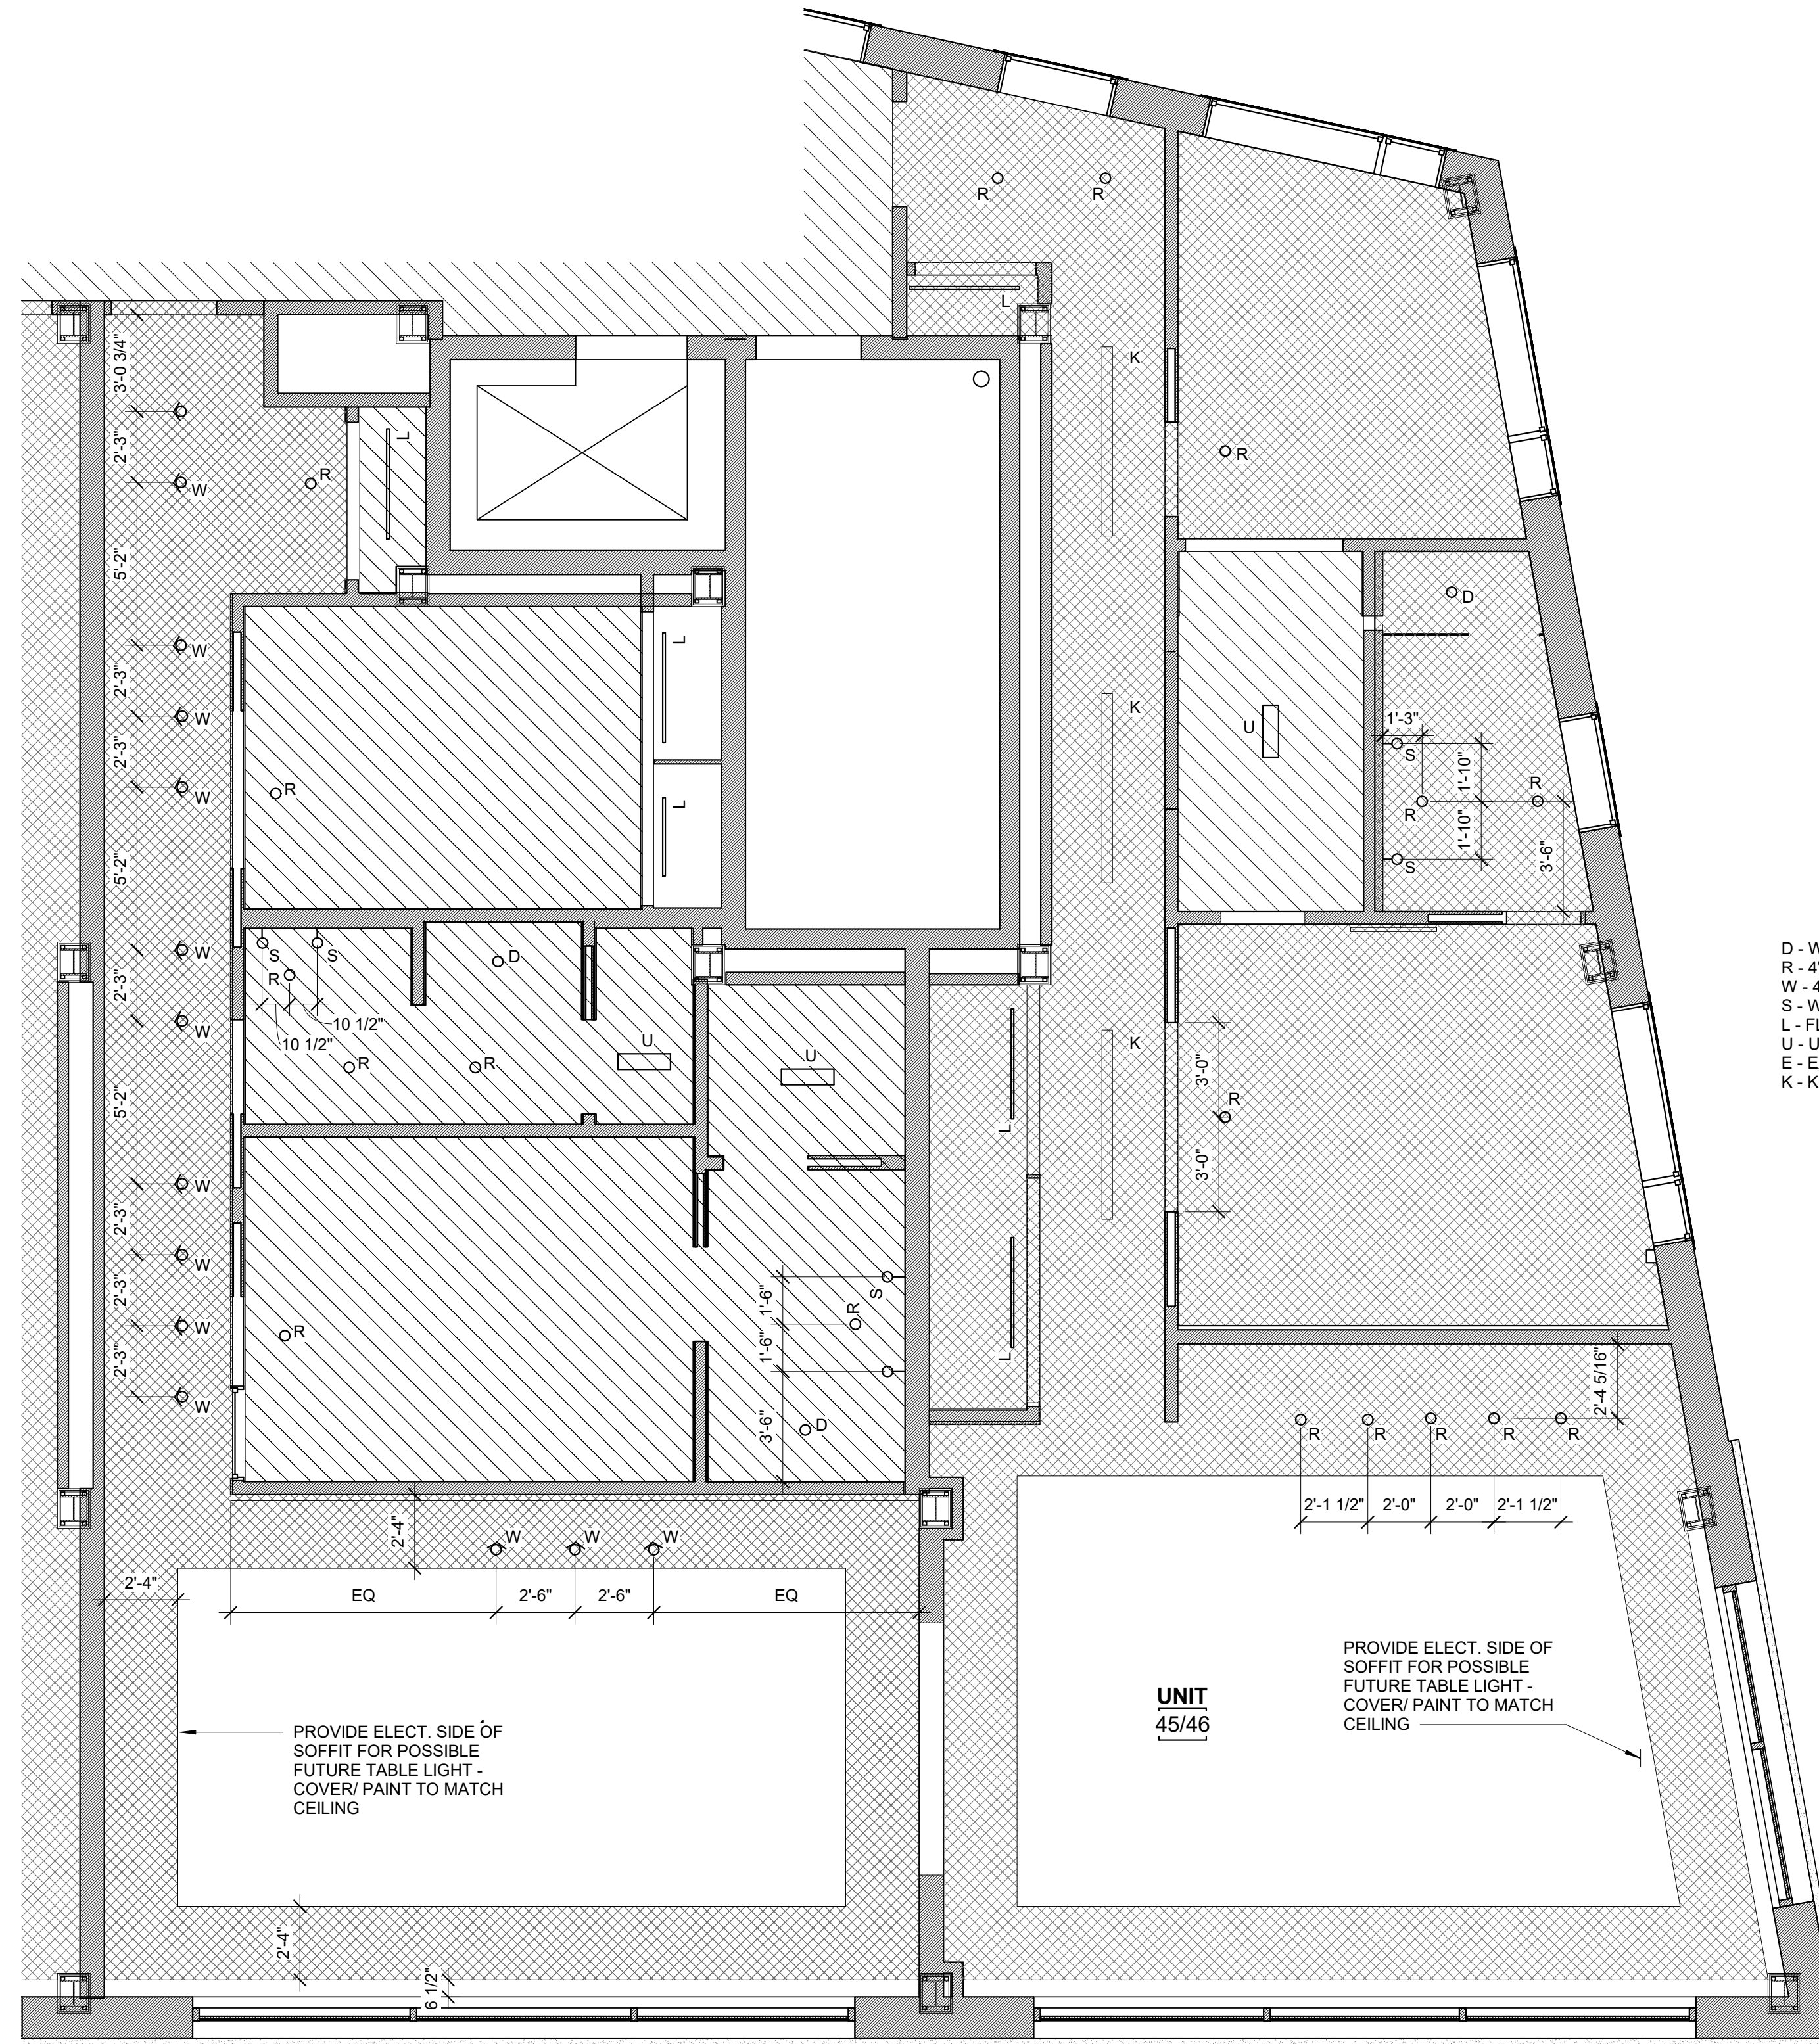 R
R
L
K
3'-0 3/4"
2'-3"
L
R
W
R
5'-2"
D
W
L
2'-3"
W
K
U
1'-3"
S
1'-10"
2'-3"
W
R
L
R
R
1'-10"
3'-6"
S
5'-2"
W
S
S
R
D
2'-3"
W
10 1/2"
10 1/2"
R
R
U
U
K
L
3'-0"
R
3'-0"
D - W
R - 4"
W - 4
S - W
L - FL
U - U
E - E
K - K
5'-2"
W
2'-3"
W
2'-3"
W
R
2'-3"
W
S
1'-6"
R
1'-6"
3'-6"
D
L
2'-4 5/16"
R
R
R
R
R
2'-1 1/2"
2'-0"
2'-0"
2'-1 1/2"
2'-4"
W
W
W
2'-4"
EQ
2'-6"
2'-6"
EQ
PROVIDE ELECT. SIDE OF
SOFFIT FOR POSSIBLE
FUTURE TABLE LIGHT -
COVER/ PAINT TO MATCH
CEILING
UNIT
45/46
PROVIDE ELECT. SIDE OF
SOFFIT FOR POSSIBLE
FUTURE TABLE LIGHT -
COVER/ PAINT TO MATCH
CEILING
2'-4"
6 1/2"